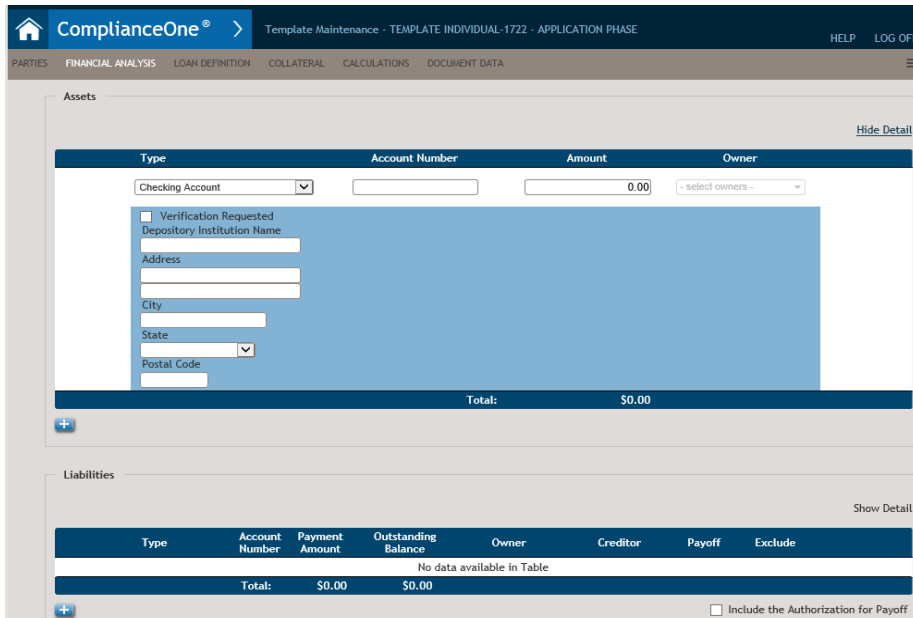 ComplianceOne® Template Maintenance - TEMPLATE INDIVIDUAL-1722 - APPLICATION PHASE
HELP LOG OF
PARTIES FINANCIAL ANALYSIS LOAN DEFINITION COLLATERAL CALCULATIONS DOCUMENT DATA
Assets
Hide Detail
Type Account Number Amount Owner
Checking Account 0.00 - select owners -
Verification Requested
Depository Institution Name
Address
City
State
Postal Code
Total: $0.00
Liabilities
Show Detail
Type Account Number Payment Amount Outstanding Balance Owner Creditor Payoff Exclude
No data available in Table
Total: $0.00 $0.00
Include the Authorization for Payoff